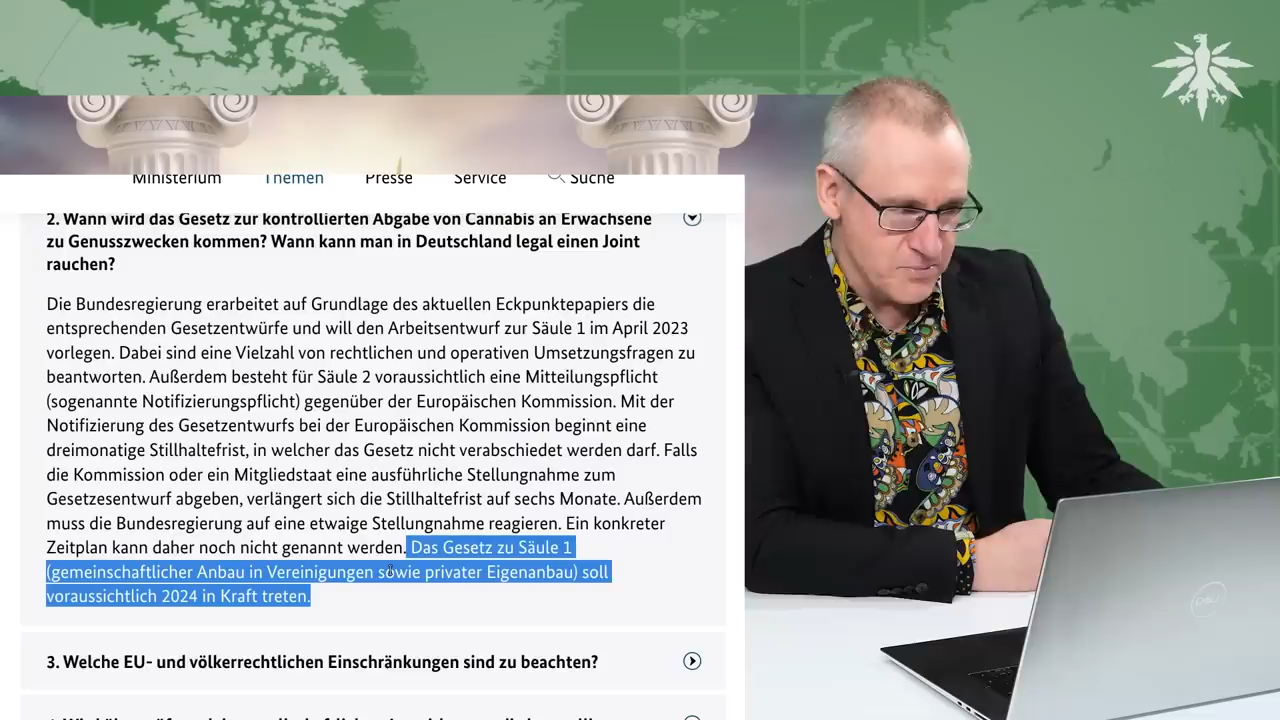 Ministerium Themen Presse Service Suche
2. Wann wird das Gesetz zur kontrollierten Abgabe von Cannabis an Erwachsene
zu Genusszwecken kommen? Wann kann man in Deutschland legal einen Joint
rauchen?
Die Bundesregierung erarbeitet auf Grundlage des aktuellen Eckpunktepapiers die
entsprechenden Gesetzentwürfe und will den Arbeitsentwurf zur Säule 1 im April 2023
vorlegen. Dabei sind eine Vielzahl von rechtlichen und operativen Umsetzungsfragen zu
beantworten. Außerdem besteht für Säule 2 voraussichtlich eine Mitteilungspflicht
(sogenannte Notifizierungspflicht) gegenüber der Europäischen Kommission. Mit der
Notifizierung des Gesetzentwurfs bei der Europäischen Kommission beginnt eine
dreimonatige Stillhaltefrist, in welcher das Gesetz nicht verabschiedet werden darf. Falls
die Kommission oder ein Mitgliedstaat eine ausführliche Stellungnahme zum
Gesetzesentwurf abgeben, verlängert sich die Stillhaltefrist auf sechs Monate. Außerdem
muss die Bundesregierung auf eine etwaige Stellungnahme reagieren. Ein konkreter
Zeitplan kann daher noch nicht genannt werden. Das Gesetz zu Säule 1
(gemeinschaftlicher Anbau in Vereinigungen sowie privater Eigenanbau) soll
voraussichtlich 2024 in Kraft treten.
3. Welche EU- und völkerrechtlichen Einschränkungen sind zu beachten?
DELL